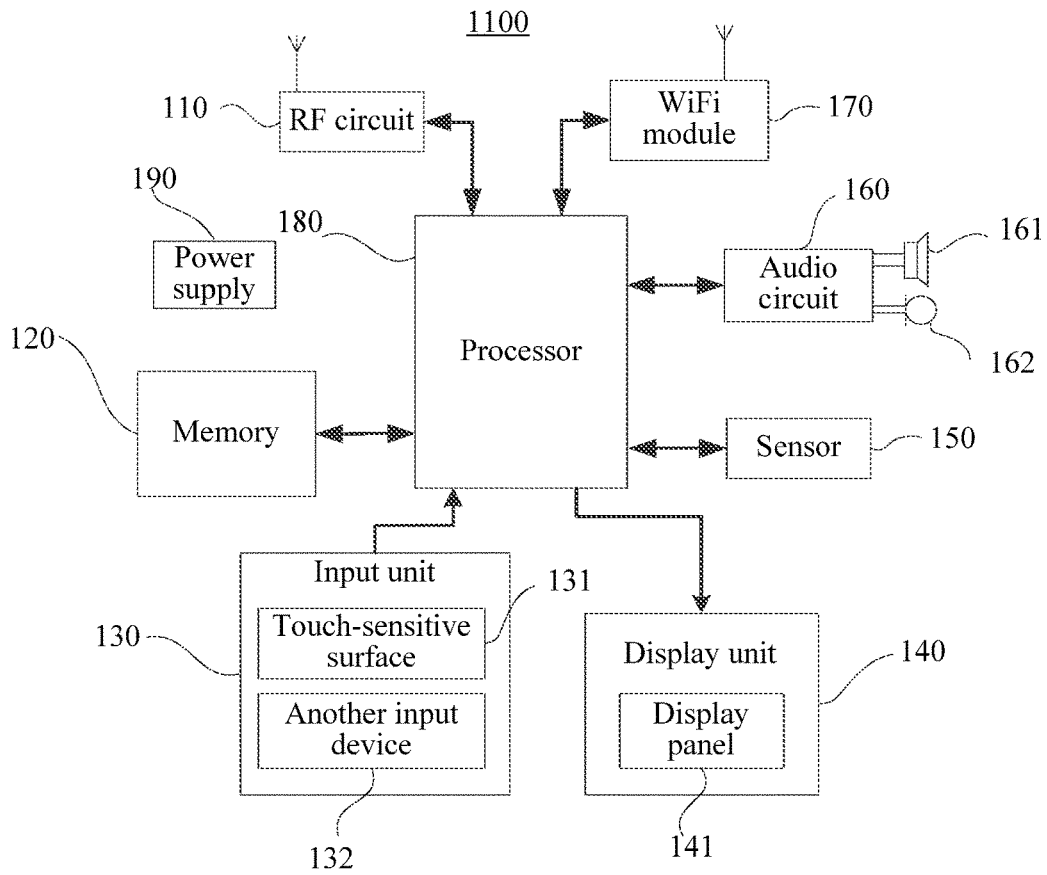 1100
110
RF circuit
WiFi
module
170
190
Power
supply
180
160
Audio
circuit
161
162
120
Memory
Processor
Sensor
150
Input unit
130
131
Touch-sensitive
surface
Another input
device
132
Display unit
140
Display
panel
141